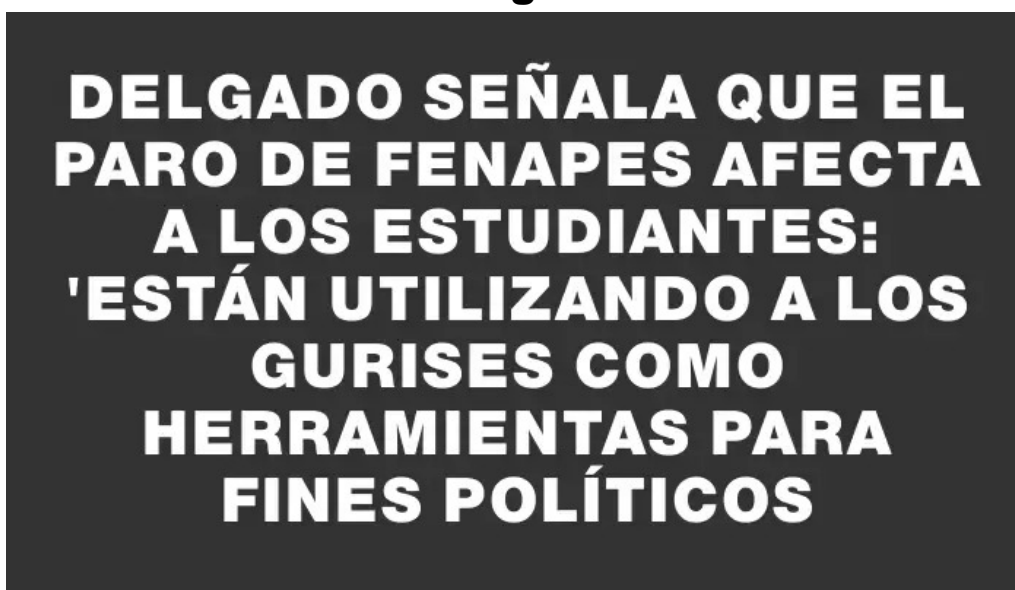 DELGADO SEÑALA QUE EL
PARO DE FENAPES AFECTA
A LOS ESTUDIANTES:
'ESTÁN UTILIZANDO A LOS
GURISES COMO
HERRAMIENTAS PARA
FINES POLÍTICOS